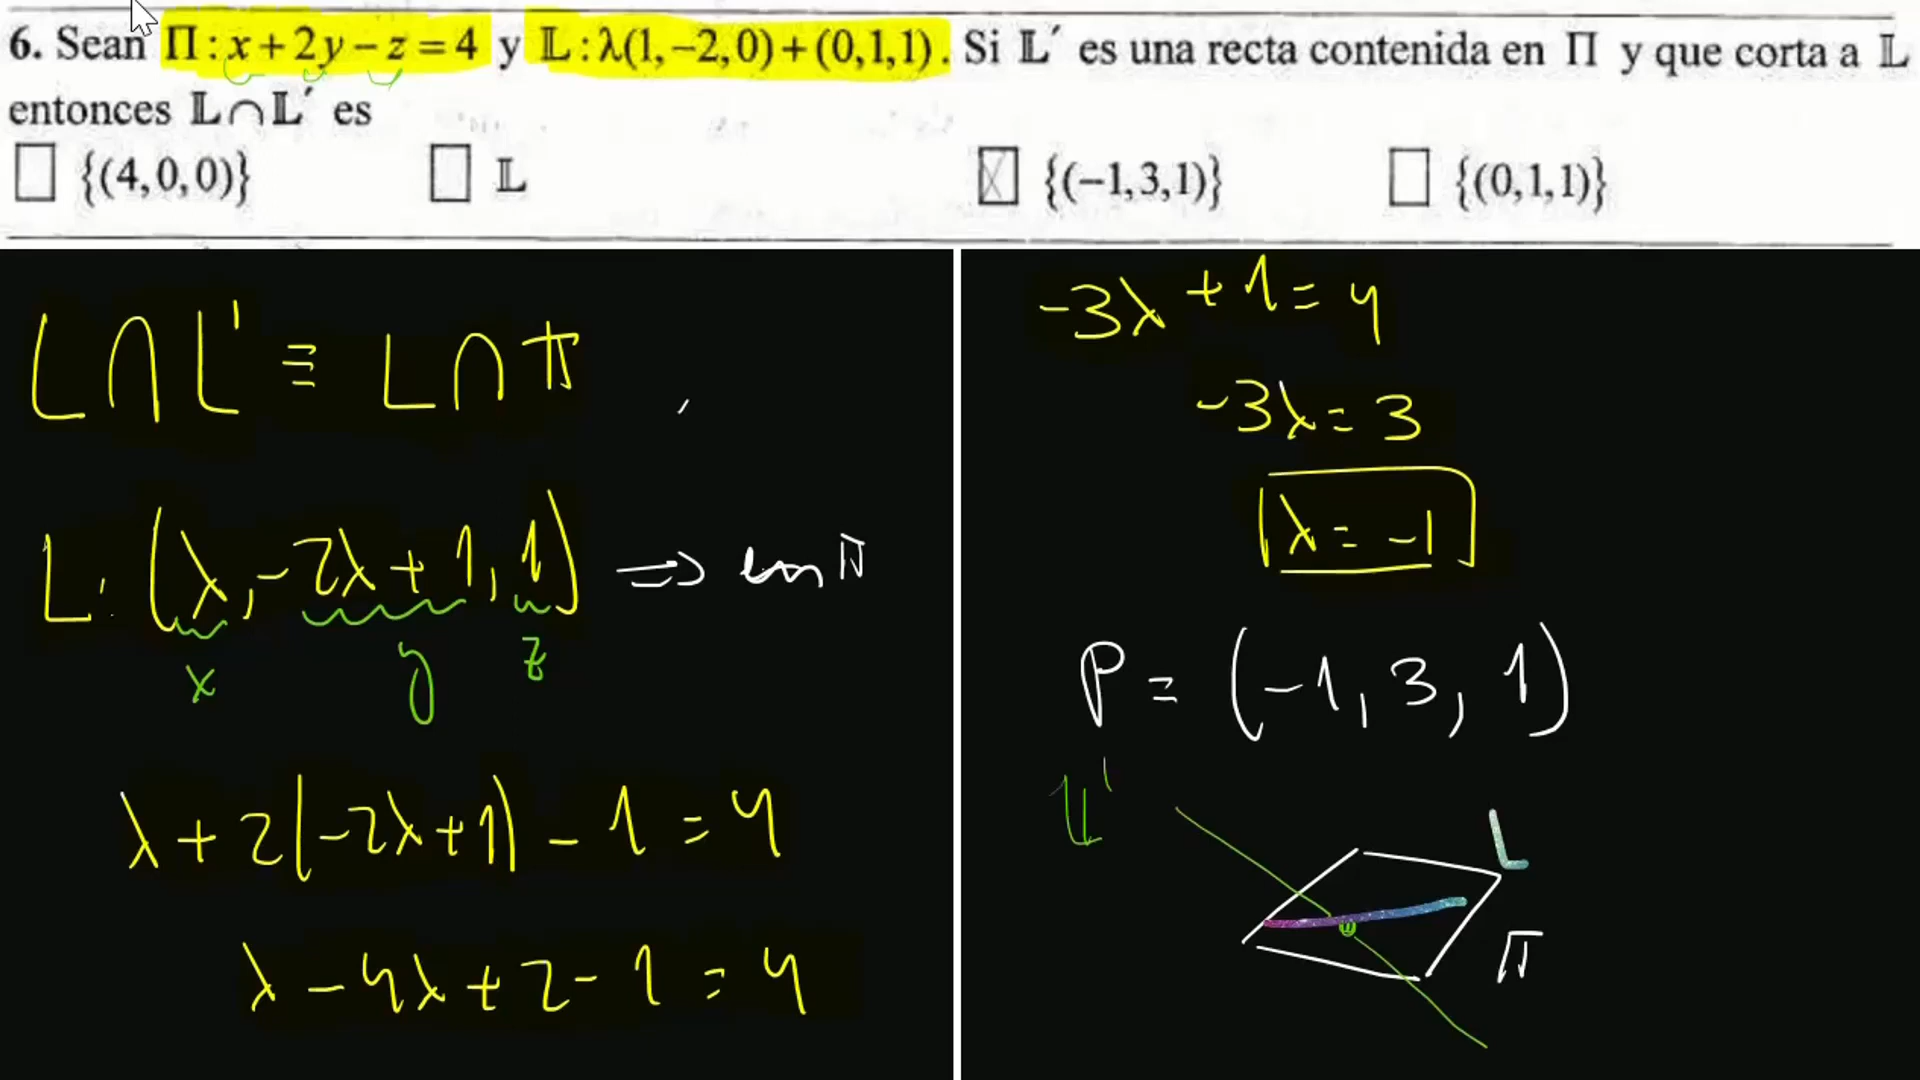 6. Sean Π : x + 2y − z = 4 y 𝕃 : λ(1, −2, 0) + (0, 1, 1). Si 𝕃´ es una recta contenida en Π y que corta a 𝕃
entonces 𝕃∩𝕃´ es
{(4, 0, 0)} 𝕃 {(−1, 3, 1)} {(0, 1, 1)}
L ∩ L' ≡ L ∩ π
L: (λ, -2λ + 1, 1) => en π
x y z
λ + 2(-2λ + 1) - 1 = 4
λ - 4λ + 2 - 1 = 4
-3λ + 1 = 4
-3λ = 3
λ = -1
P = (-1, 3, 1)
𝕃'
L
π